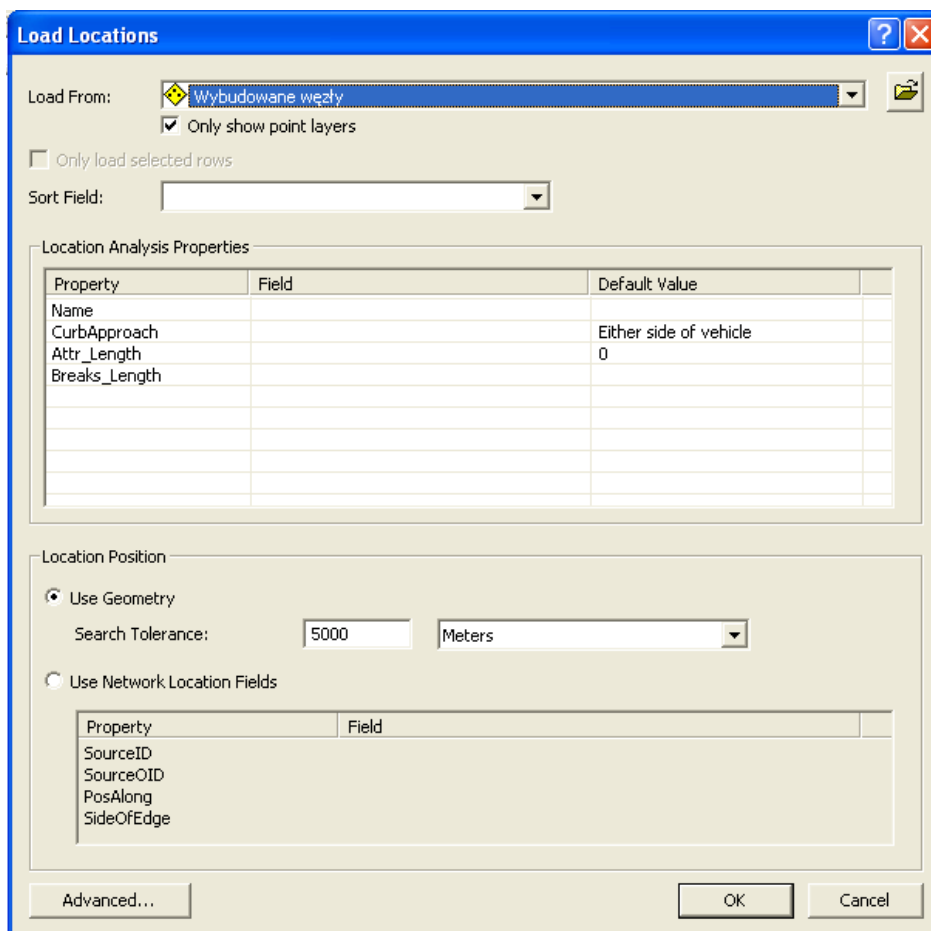 Load Locations
Load From: Wybudowane węzły
Only show point layers
Only load selected rows
Sort Field:
Location Analysis Properties
Property Field Default Value
Name
CurbApproach Either side of vehicle
Attr_Length 0
Breaks_Length
Location Position
Use Geometry
Search Tolerance: 5000 Meters
Use Network Location Fields
Property Field
SourceID
SourceOID
PosAlong
SideOfEdge
Advanced... OK Cancel